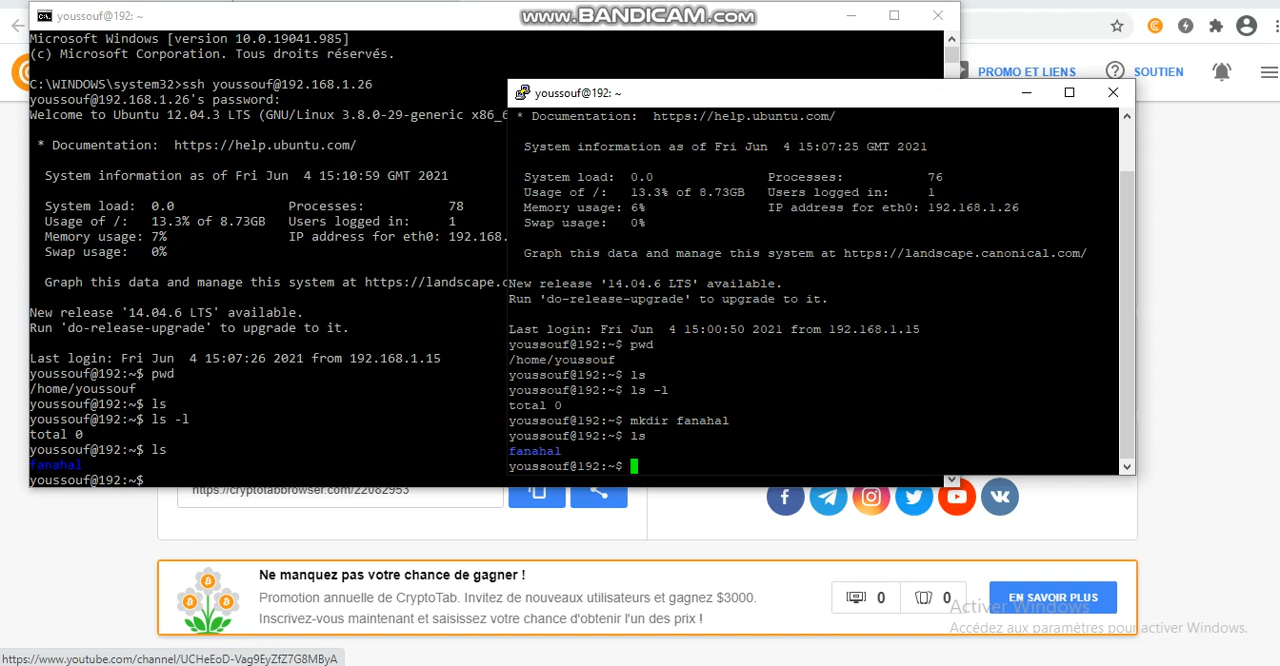 youssouf@192: ~
www.BANDICAM.com
Microsoft Windows [version 10.0.19041.985]
(c) Microsoft Corporation. Tous droits réservés.
C:\WINDOWS\system32>ssh youssouf@192.168.1.26
youssouf@192.168.1.26's password:
Welcome to Ubuntu 12.04.3 LTS (GNU/Linux 3.8.0-29-generic x86_6
* Documentation:  https://help.ubuntu.com/
System information as of Fri Jun  4 15:10:59 GMT 2021
System load:  0.0  Processes:  78
Usage of /:  13.3% of 8.73GB  Users logged in:  1
Memory usage: 7%  IP address for eth0: 192.168.
Swap usage:  0%
Graph this data and manage this system at https://landscape.c
New release '14.04.6 LTS' available.
Run 'do-release-upgrade' to upgrade to it.
Last login: Fri Jun  4 15:07:26 2021 from 192.168.1.15
youssouf@192:~$ pwd
/home/youssouf
youssouf@192:~$ ls
youssouf@192:~$ ls -l
total 0
youssouf@192:~$ ls
fanahal
youssouf@192:~$
PROMO ET LIENS
SOUTIEN
youssouf@192: ~
* Documentation:  https://help.ubuntu.com/
System information as of Fri Jun  4 15:07:25 GMT 2021
System load:  0.0  Processes:  76
Usage of /:  13.3% of 8.73GB  Users logged in:  1
Memory usage: 6%  IP address for eth0: 192.168.1.26
Swap usage:  0%
Graph this data and manage this system at https://landscape.canonical.com/
New release '14.04.6 LTS' available.
Run 'do-release-upgrade' to upgrade to it.
Last login: Fri Jun  4 15:00:50 2021 from 192.168.1.15
youssouf@192:~$ pwd
/home/youssouf
youssouf@192:~$ ls
youssouf@192:~$ ls -l
total 0
youssouf@192:~$ mkdir fanahal
youssouf@192:~$ ls
fanahal
youssouf@192:~$
https://cryptotabbrowser.com/22082953
Ne manquez pas votre chance de gagner !
Promotion annuelle de CryptoTab. Invitez de nouveaux utilisateurs et gagnez $3000.
Inscrivez-vous maintenant et saisissez votre chance d'obtenir l'un des prix !
0
0
EN SAVOIR PLUS
Activer Windows
Accédez aux paramètres pour activer Windows.
https://www.youtube.com/channel/UCHeEoD-Vag9EyZfZ7G8MByA